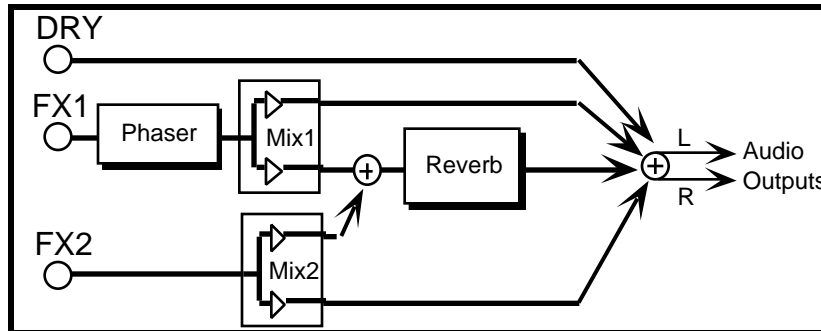 DRY
FX1
Phaser
Mix1
Reverb
L
Audio
Outputs
R
FX2
Mix2